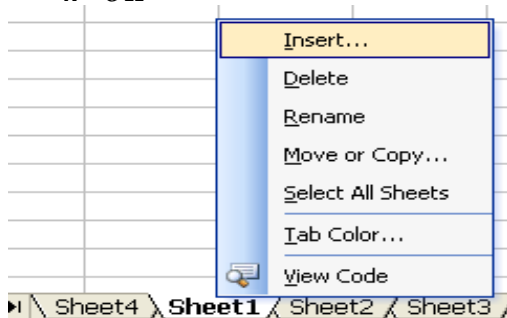 Insert...
Delete
Rename
Move or Copy...
Select All Sheets
Tab Color...
View Code
Sheet4 Sheet1 Sheet2 Sheet3